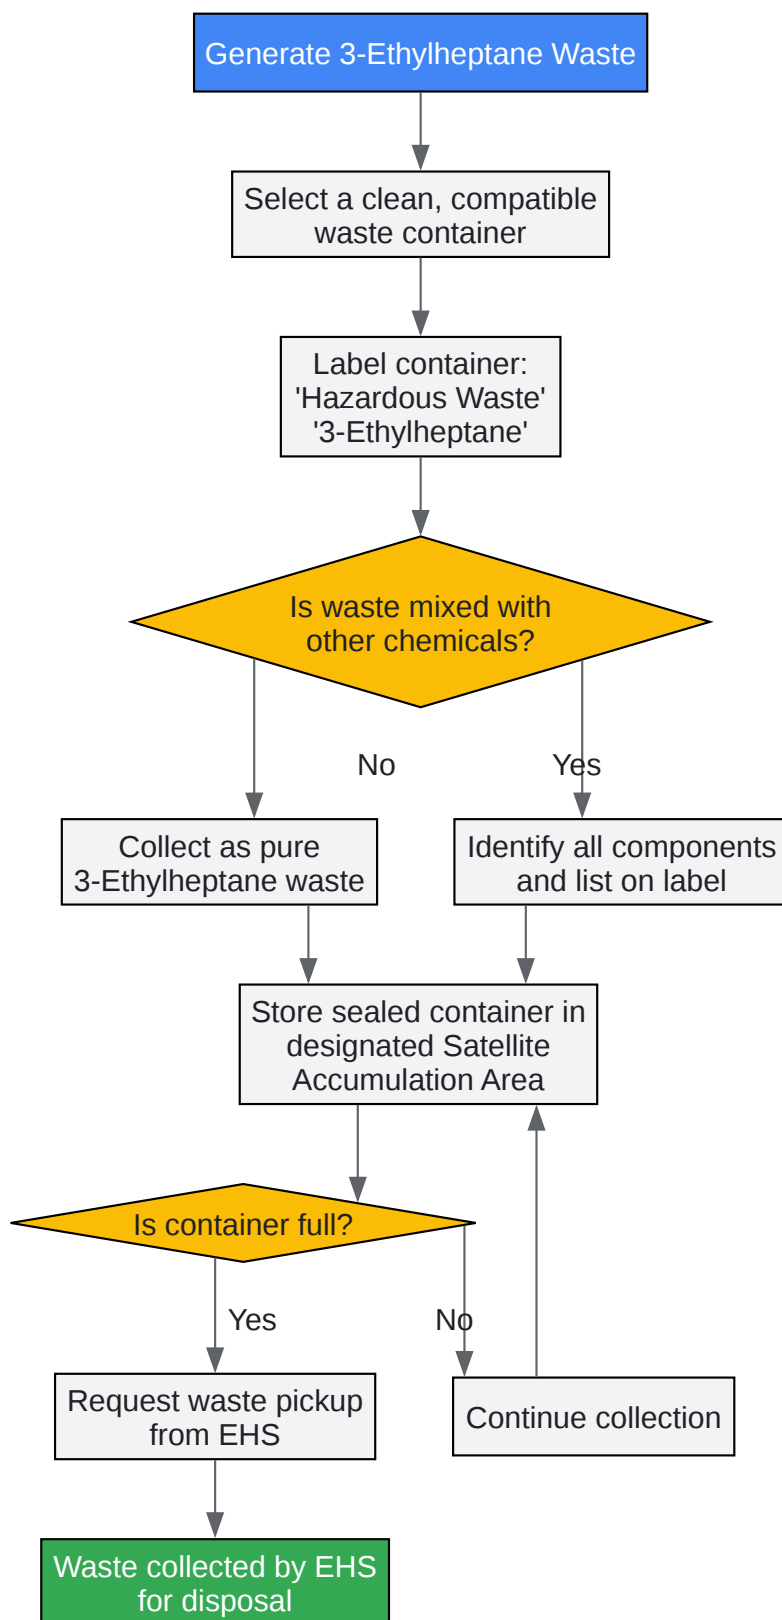 Generate 3-Ethylheptane Waste
Select a clean, compatible
waste container
Label container:
'Hazardous Waste'
'3-Ethylheptane'
Is waste mixed with
other chemicals?
No
Yes
Collect as pure
3-Ethylheptane waste
Identify all components
and list on label
Store sealed container in
designated Satellite
Accumulation Area
Is container full?
Yes
No
Request waste pickup
from EHS
Continue collection
Waste collected by EHS
for disposal